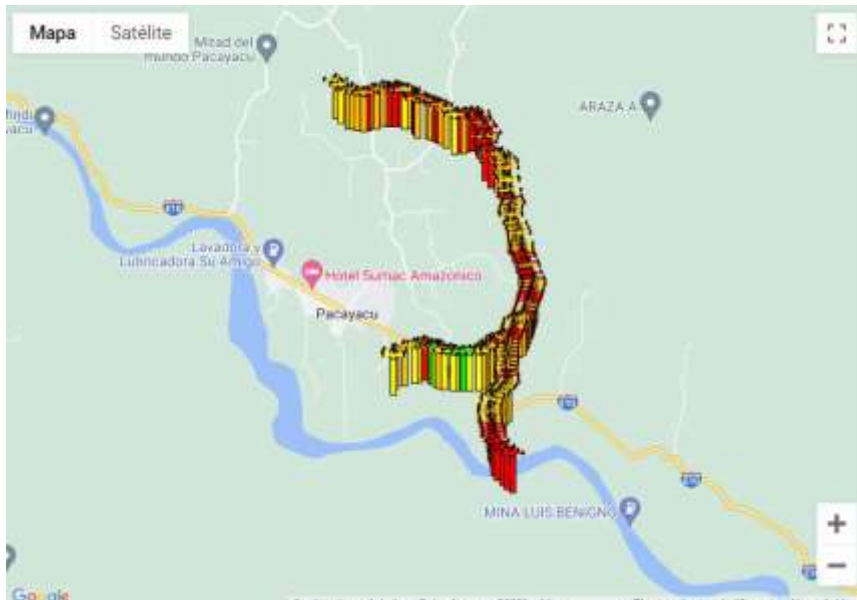 Mapa Satélite
Mitad del
mundo Pacayacu
ARAZA A
Lavadora y
Lubricadora Su Amigo
Hotel Sumac Amazonico
Pacayacu
MINA LUIS BENIGNO
Google